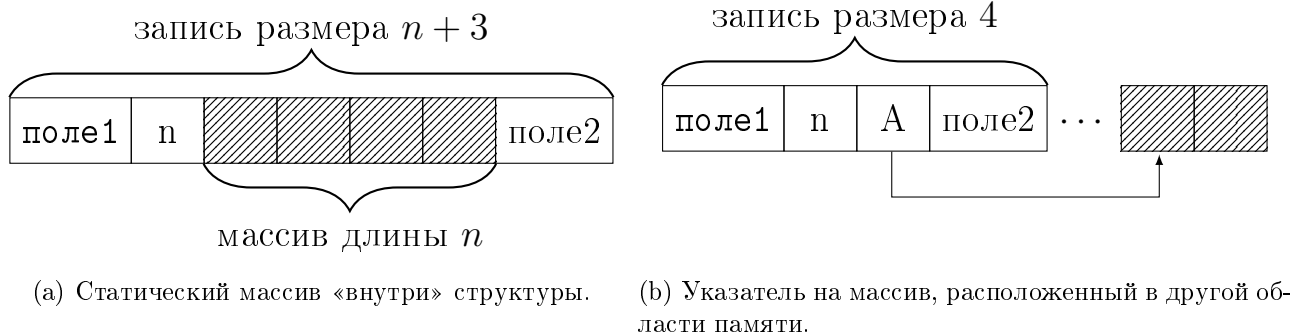 запись размера n + 3
поле1 n поле2
массив длины n
(a) Статический массив «внутри» структуры.
запись размера 4
поле1 n A поле2 ···
(b) Указатель на массив, расположенный в другой об-
ласти памяти.